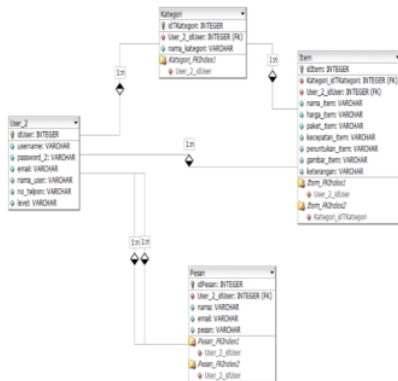 Kategori
idTKategori: INTEGER
User_2_idUser: INTEGER (FK)
nama_kategori: VARCHAR
Kategori_FKIndex1
User_2_idUser
1:n
1:n
Item
idItem: INTEGER
Kategori_idTKategori: INTEGER (FK)
User_2_idUser: INTEGER (FK)
nama_item: VARCHAR
harga_item: VARCHAR
paket_item: VARCHAR
kecepatan_item: VARCHAR
peruntukan_item: VARCHAR
gambar_item: VARCHAR
keterangan: VARCHAR
Item_FKIndex1
User_2_idUser
Item_FKIndex2
Kategori_idTKategori
User_2
idUser: INTEGER
username: VARCHAR
password_2: VARCHAR
email: VARCHAR
nama_user: VARCHAR
no_telpon: VARCHAR
level: VARCHAR
1:n
1:n
1:n
Pesan
idPesan: INTEGER
User_2_idUser: INTEGER (FK)
nama: VARCHAR
email: VARCHAR
pesan: VARCHAR
Pesan_FKIndex1
User_2_idUser
Pesan_FKIndex2
User_2_idUser